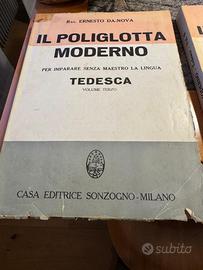 RAG. ERNESTO DA.NOVA
IL POLIGLOTTA
MODERNO
PER IMPARARE SENZA MAESTRO LA LINGUA
TEDESCA
VOLUME TERZO
CASA EDITRICE SONZOGNO - MILANO
subito